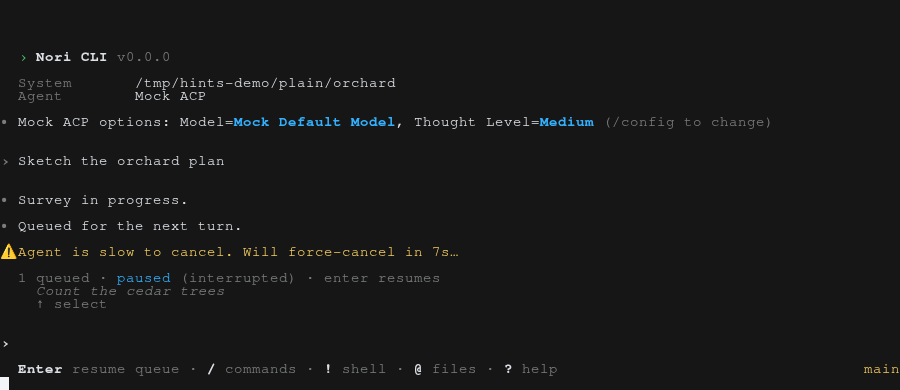 › Nori CLI v0.0.0
System /tmp/hints-demo/plain/orchard
Agent Mock ACP
• Mock ACP options: Model=Mock Default Model, Thought Level=Medium (/config to change)
› Sketch the orchard plan
• Survey in progress.
• Queued for the next turn.
⚠Agent is slow to cancel. Will force-cancel in 7s…
1 queued · paused (interrupted) · enter resumes
Count the cedar trees
↑ select
›
Enter resume queue · / commands · ! shell · @ files · ? help main